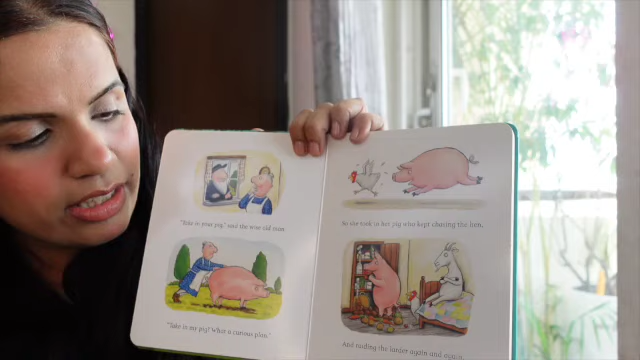 "Take in your pig," said the wise old man.
"Take in my pig? What a curious plan."
So she took in her pig who kept chasing the hen,
And raiding the larder again and again.